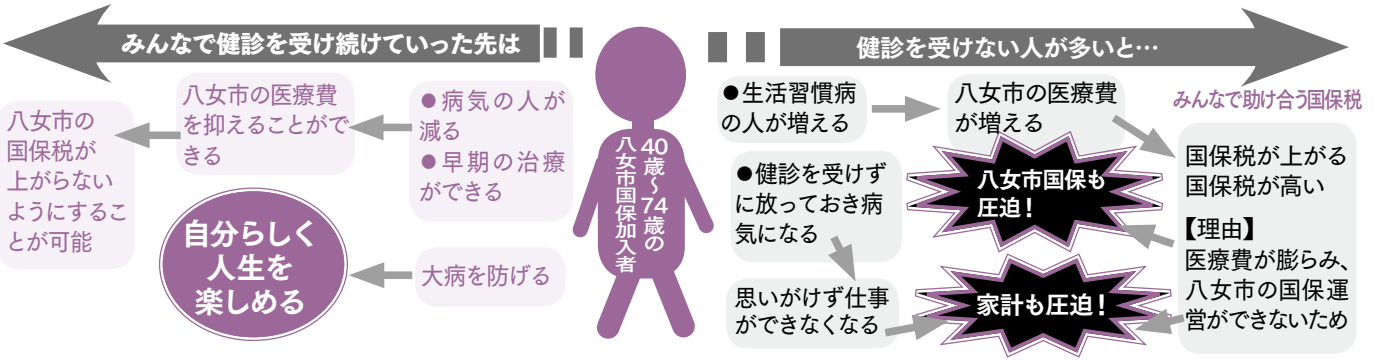 みんなで健診を受け続けていった先は
八女市の
国保税が
上がらない
ようにするこ
とが可能
八女市の医療費
を抑えることがで
きる
●病気の人が
減る
●早期の治療
ができる
自分らしく
人生を
楽しめる
大病を防げる
40歳～74歳の
八女市国保加入者
健診を受けない人が多いと…
●生活習慣病
の人が増える
八女市の医療費
が増える
みんなで助け合う国保税
国保税が上がる
国保税が高い
【理由】
医療費が膨らみ、
八女市の国保運
営ができないため
八女市国保も
圧迫！
●健診を受けず
に放っておき病
気になる
思いがけず仕事
ができなくなる
家計も圧迫！